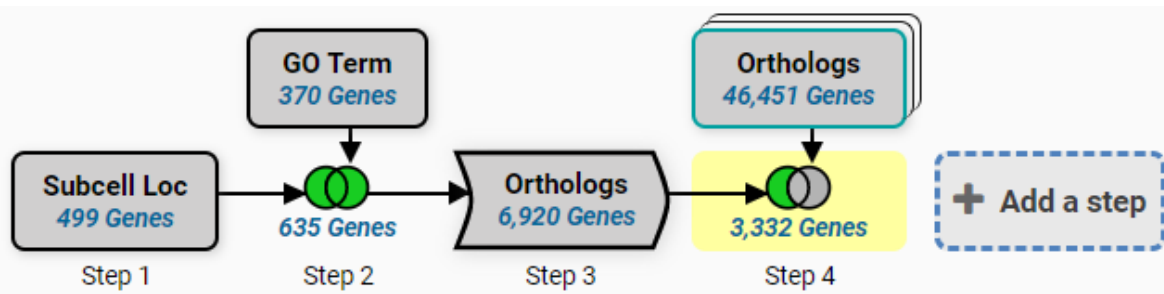 GO Term
370 Genes
Orthologs
46,451 Genes
Subcell Loc
499 Genes
635 Genes
Orthologs
6,920 Genes
3,332 Genes
+ Add a step
Step 1
Step 2
Step 3
Step 4